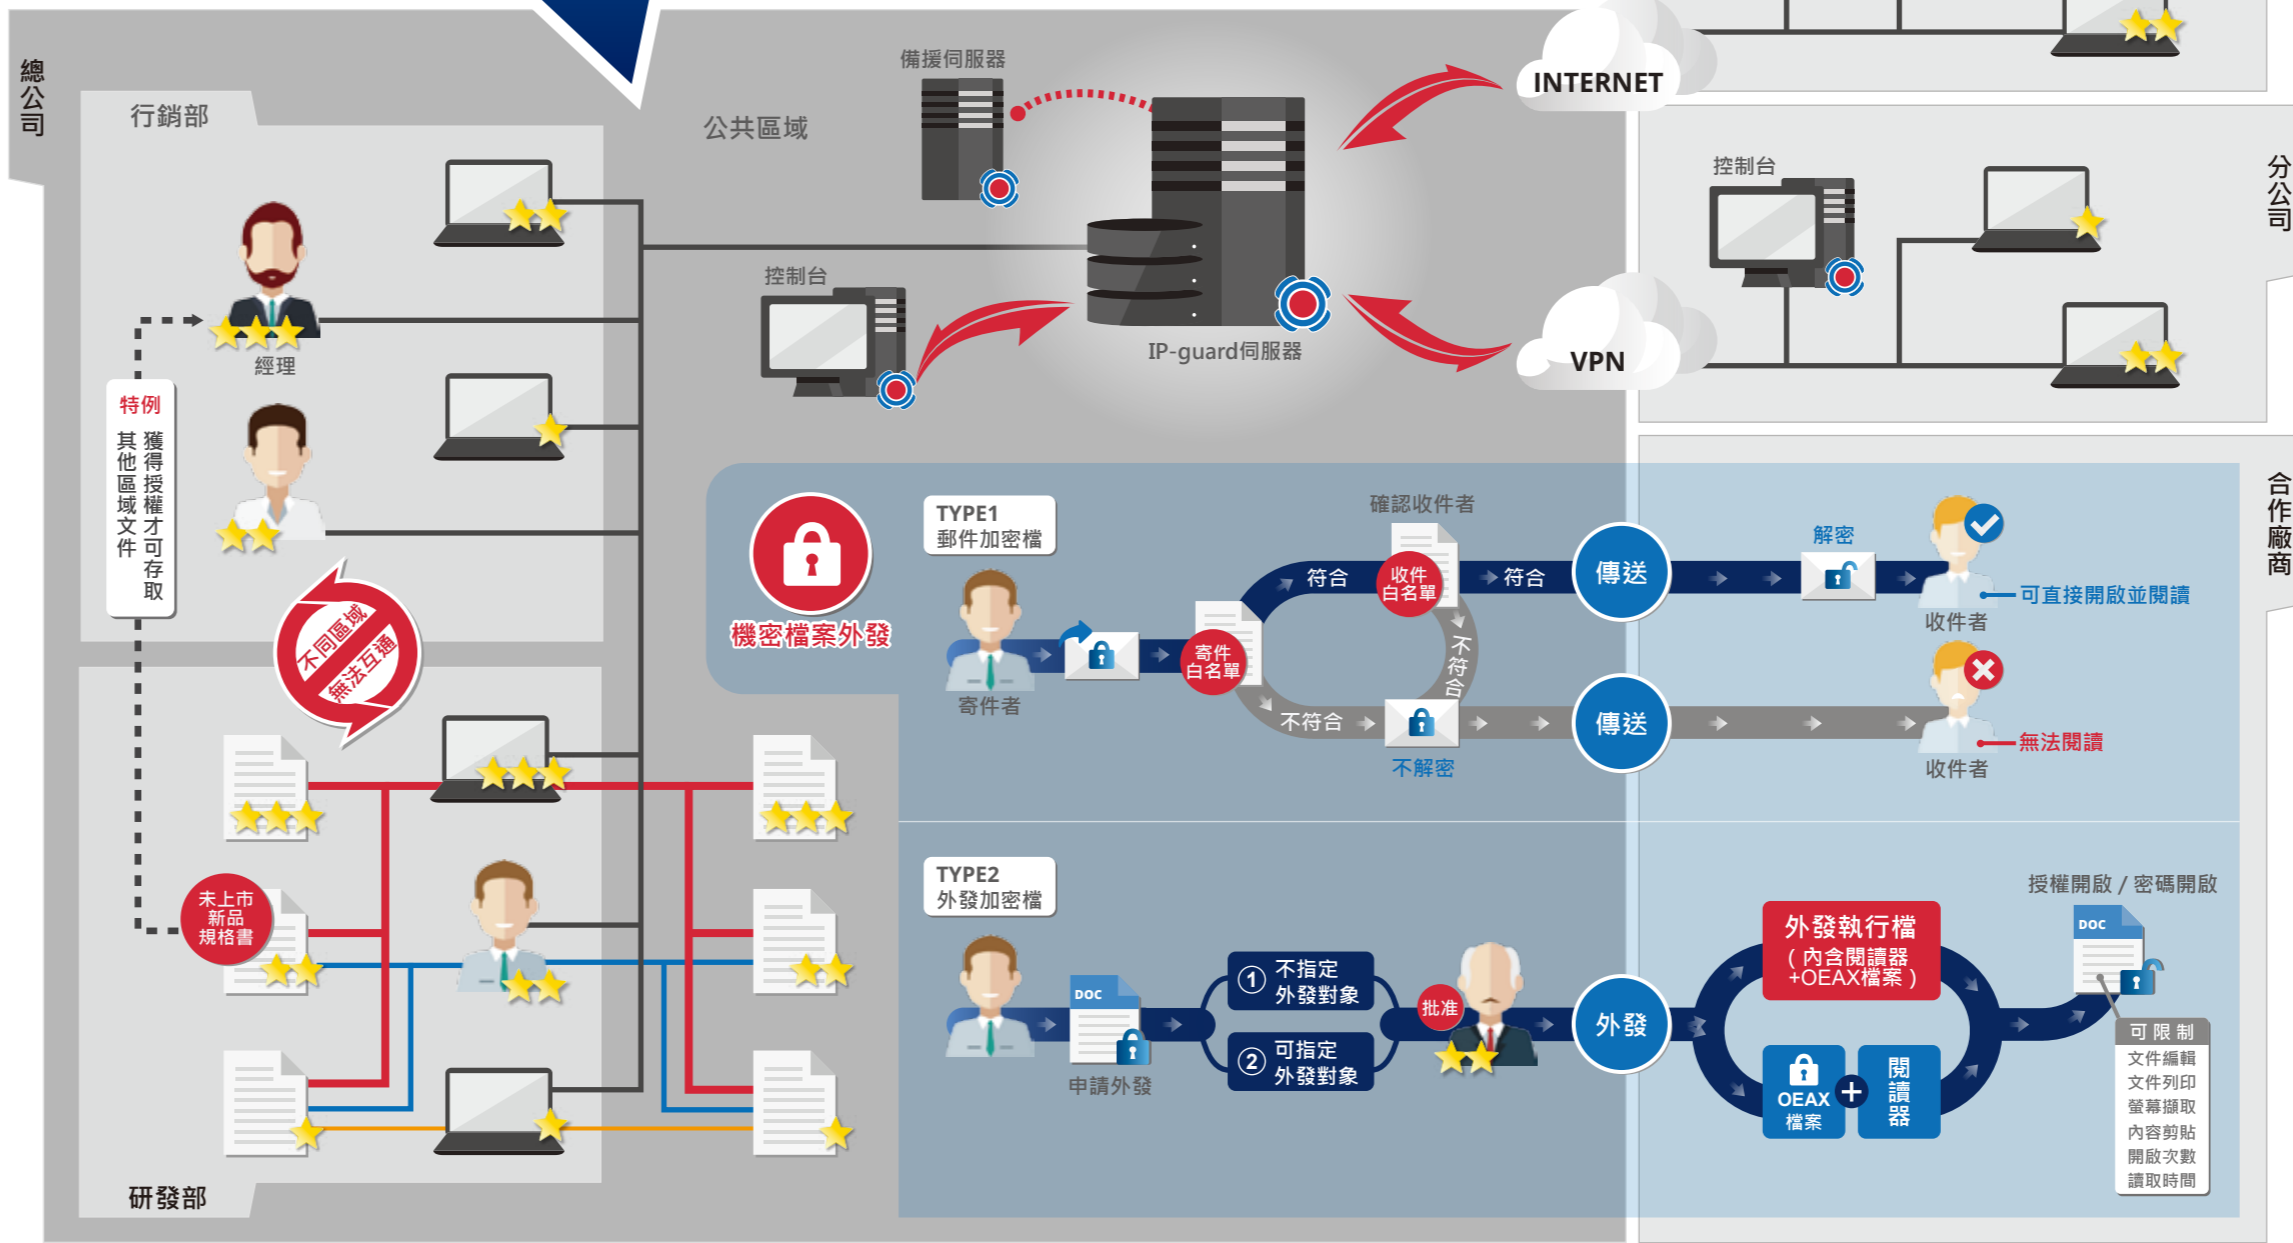 總公司
行銷部
公共區域
備援伺服器
INTERNET
控制台
分公司
控制台
IP-guard伺服器
VPN
經理
特例
獲得授權才可存取
其他區域文件
不同區域
無法互通
機密檔案外發
TYPE1
郵件加密檔
寄件者
寄件
白名單
符合
確認收件者
收件
白名單
符合
不符合
不符合
不解密
傳送
傳送
解密
可直接開啟並閱讀
收件者
無法閱讀
收件者
合作廠商
未上市
新品
規格書
研發部
TYPE2
外發加密檔
DOC
申請外發
① 不指定
外發對象
② 可指定
外發對象
批准
外發
外發執行檔
( 內含閱讀器
+OEAX檔案 )
OEAX
檔案
+
閱讀器
授權開啟 / 密碼開啟
DOC
可限制
文件編輯
文件列印
螢幕擷取
內容剪貼
開啟次數
讀取時間